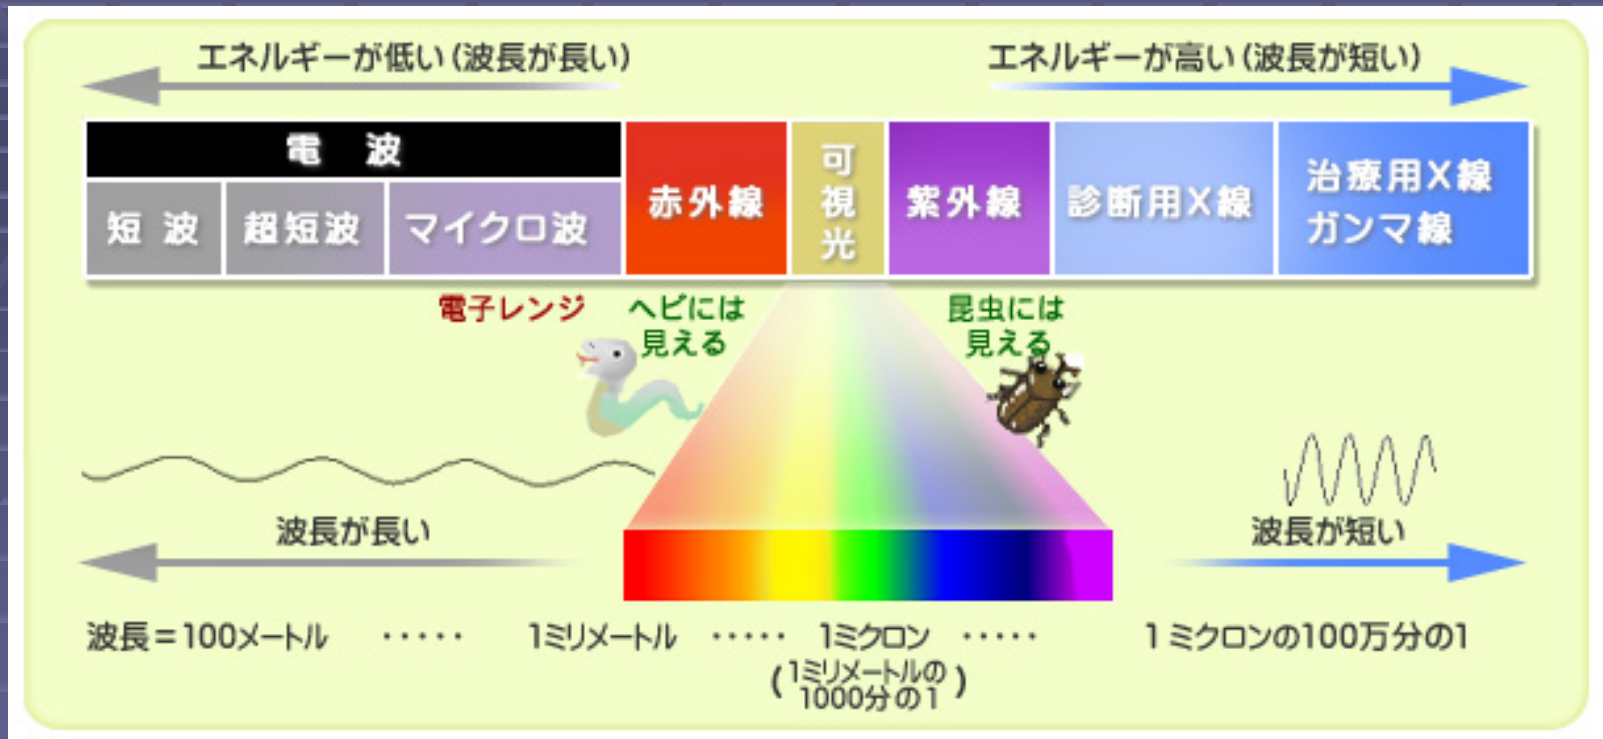 エネルギーが低い(波長が長い)
エネルギーが高い(波長が短い)
電 波
短 波
超短波
マイクロ波
赤外線
可視光
紫外線
診断用X線
治療用X線
ガンマ線
電子レンジ
ヘビには
見える
昆虫には
見える
波長が長い
波長が短い
波長=100メートル ····· 1ミリメートル ····· 1ミクロン ····· 1ミクロンの100万分の1
(1ミリメートルの
1000分の1)